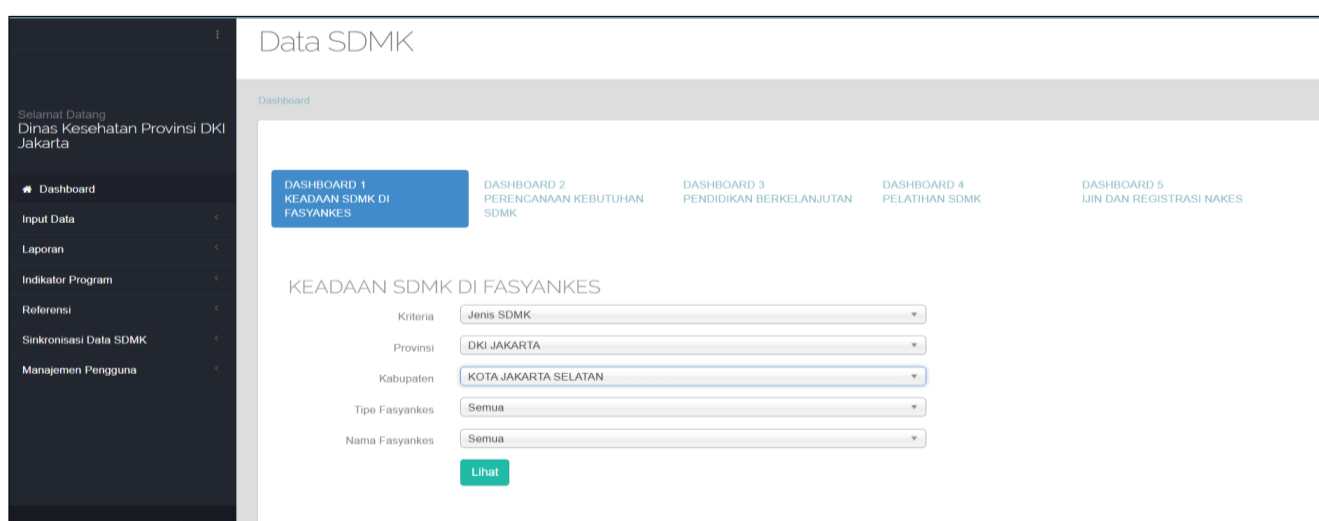 Data SDMK
Selamat Datang
Dinas Kesehatan Provinsi DKI
Jakarta
Dashboard
Input Data
Laporan
Indikator Program
Referensi
Sinkronisasi Data SDMK
Manajemen Pengguna
Dashboard
DASHBOARD 1
KEADAAN SDMK DI
FASYANKES
DASHBOARD 2
PERENCANAAN KEBUTUHAN
SDMK
DASHBOARD 3
PENDIDIKAN BERKELANJUTAN
DASHBOARD 4
PELATIHAN SDMK
DASHBOARD 5
IJIN DAN REGISTRASI NAKES
KEADAAN SDMK DI FASYANKES
Kriteria Jenis SDMK
Provinsi DKI JAKARTA
Kabupaten KOTA JAKARTA SELATAN
Tipe Fasyankes Semua
Nama Fasyankes Semua
Lihat